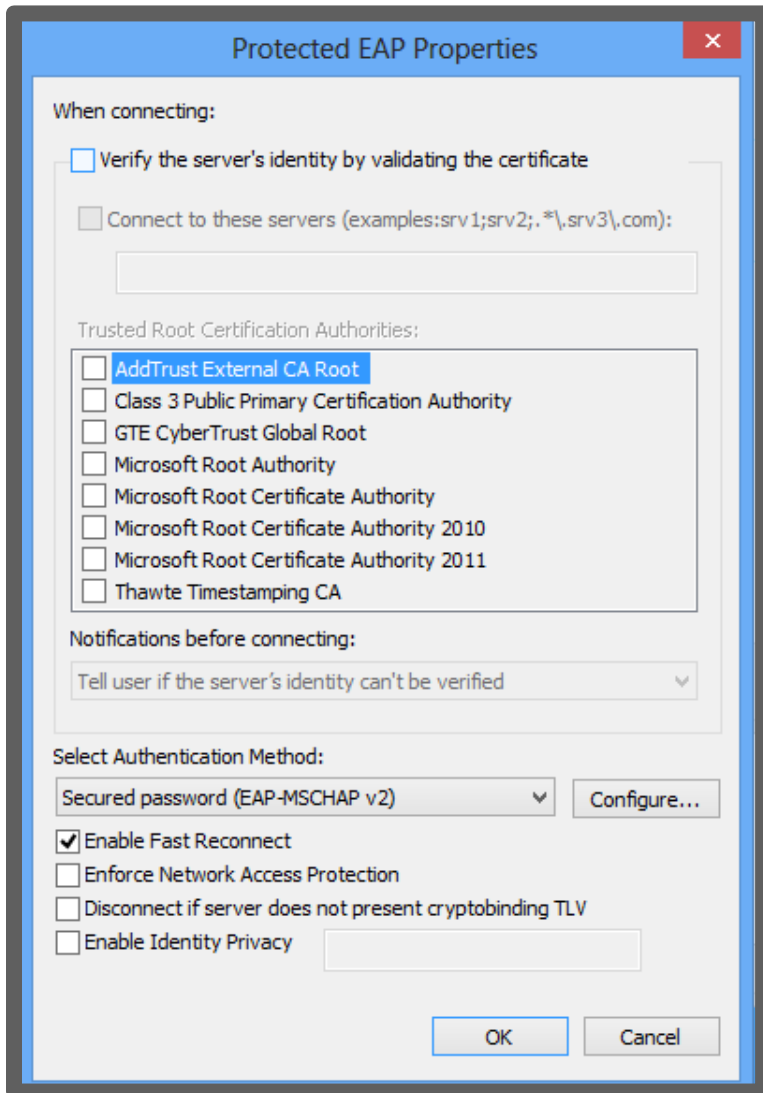 Protected EAP Properties
When connecting:
Verify the server's identity by validating the certificate
Connect to these servers (examples:srv1;srv2;.*\.srv3\.com):
Trusted Root Certification Authorities:
AddTrust External CA Root
Class 3 Public Primary Certification Authority
GTE CyberTrust Global Root
Microsoft Root Authority
Microsoft Root Certificate Authority
Microsoft Root Certificate Authority 2010
Microsoft Root Certificate Authority 2011
Thawte Timestamping CA
Notifications before connecting:
Tell user if the server's identity can't be verified
Select Authentication Method:
Secured password (EAP-MSCHAP v2)
Configure...
Enable Fast Reconnect
Enforce Network Access Protection
Disconnect if server does not present cryptobinding TLV
Enable Identity Privacy
OK
Cancel